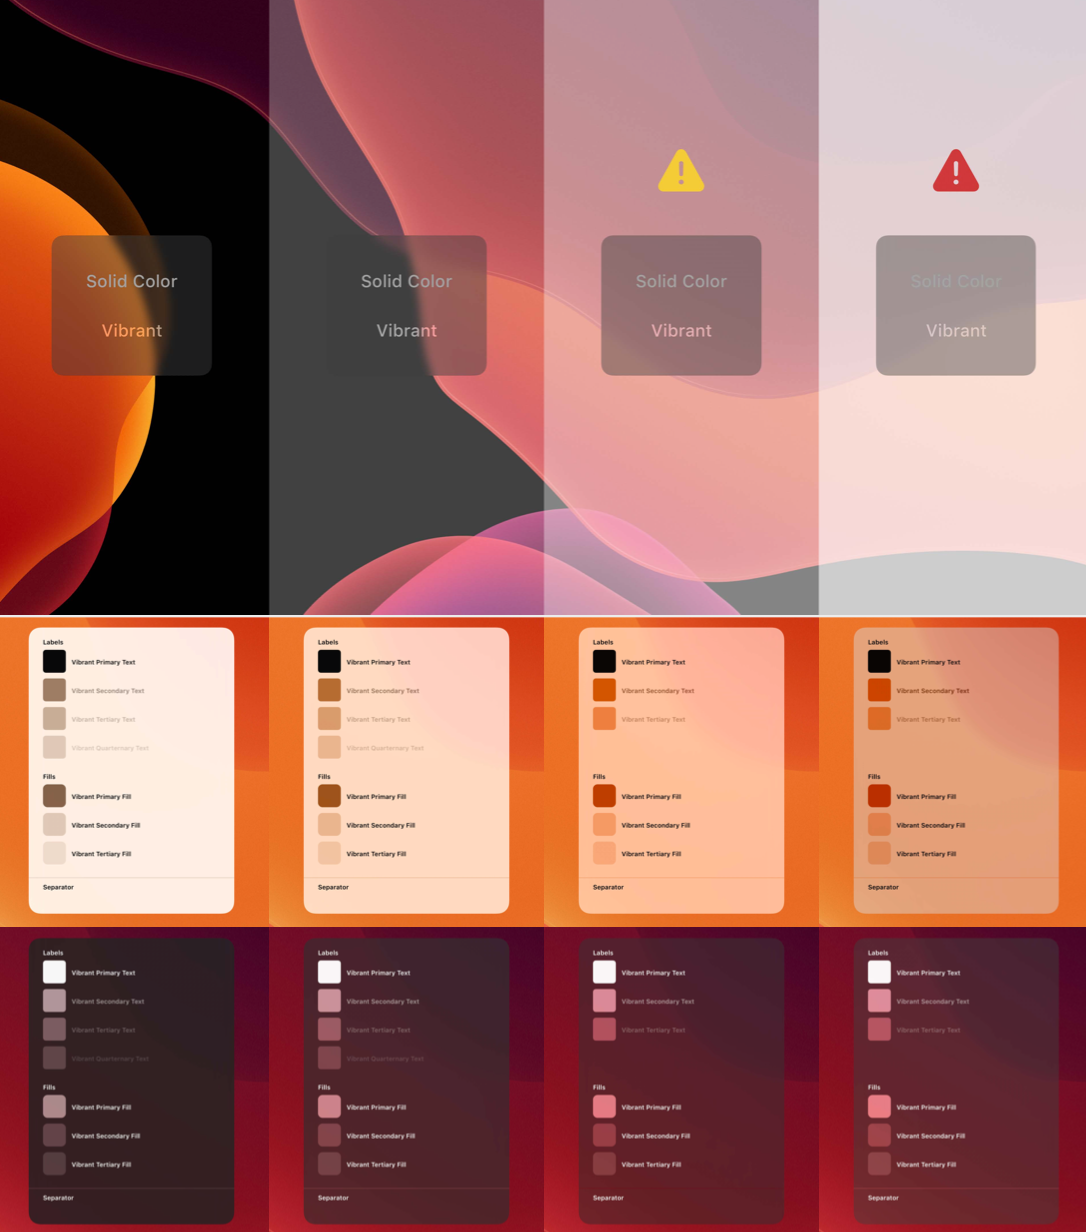 Solid Color
Vibrant
Solid Color
Vibrant
!
Solid Color
Vibrant
!
Solid Color
Vibrant
Labels
Vibrant Primary Text
Vibrant Secondary Text
Vibrant Tertiary Text
Vibrant Quarternary Text
Fills
Vibrant Primary Fill
Vibrant Secondary Fill
Vibrant Tertiary Fill
Separator
Labels
Vibrant Primary Text
Vibrant Secondary Text
Vibrant Tertiary Text
Vibrant Quarternary Text
Fills
Vibrant Primary Fill
Vibrant Secondary Fill
Vibrant Tertiary Fill
Separator
Labels
Vibrant Primary Text
Vibrant Secondary Text
Vibrant Tertiary Text
Fills
Vibrant Primary Fill
Vibrant Secondary Fill
Vibrant Tertiary Fill
Separator
Labels
Vibrant Primary Text
Vibrant Secondary Text
Vibrant Tertiary Text
Fills
Vibrant Primary Fill
Vibrant Secondary Fill
Vibrant Tertiary Fill
Separator
Labels
Vibrant Primary Text
Vibrant Secondary Text
Vibrant Tertiary Text
Vibrant Quarternary Text
Fills
Vibrant Primary Fill
Vibrant Secondary Fill
Vibrant Tertiary Fill
Separator
Labels
Vibrant Primary Text
Vibrant Secondary Text
Vibrant Tertiary Text
Vibrant Quarternary Text
Fills
Vibrant Primary Fill
Vibrant Secondary Fill
Vibrant Tertiary Fill
Separator
Labels
Vibrant Primary Text
Vibrant Secondary Text
Vibrant Tertiary Text
Fills
Vibrant Primary Fill
Vibrant Secondary Fill
Vibrant Tertiary Fill
Separator
Labels
Vibrant Primary Text
Vibrant Secondary Text
Vibrant Tertiary Text
Fills
Vibrant Primary Fill
Vibrant Secondary Fill
Vibrant Tertiary Fill
Separator